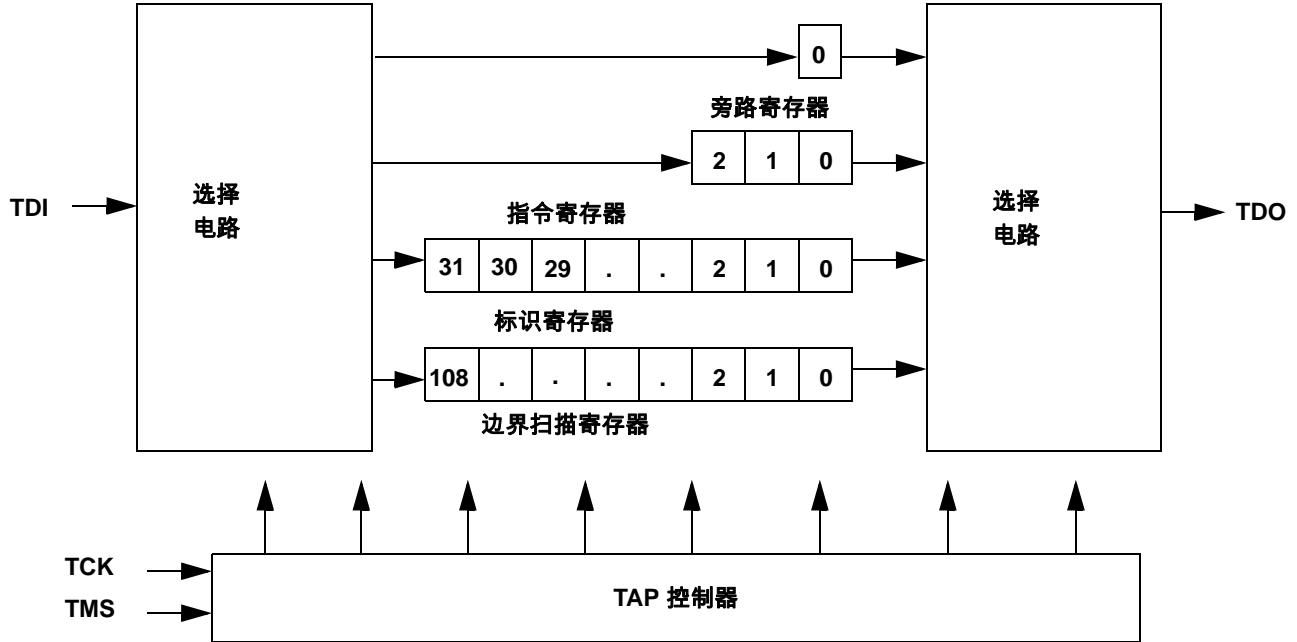 0
旁路寄存器
2 1 0
TDI
选择
电路
指令寄存器
选择
电路
TDO
31 30 29 . . 2 1 0
标识寄存器
108 . . . . 2 1 0
边界扫描寄存器
TCK
TMS
TAP 控制器